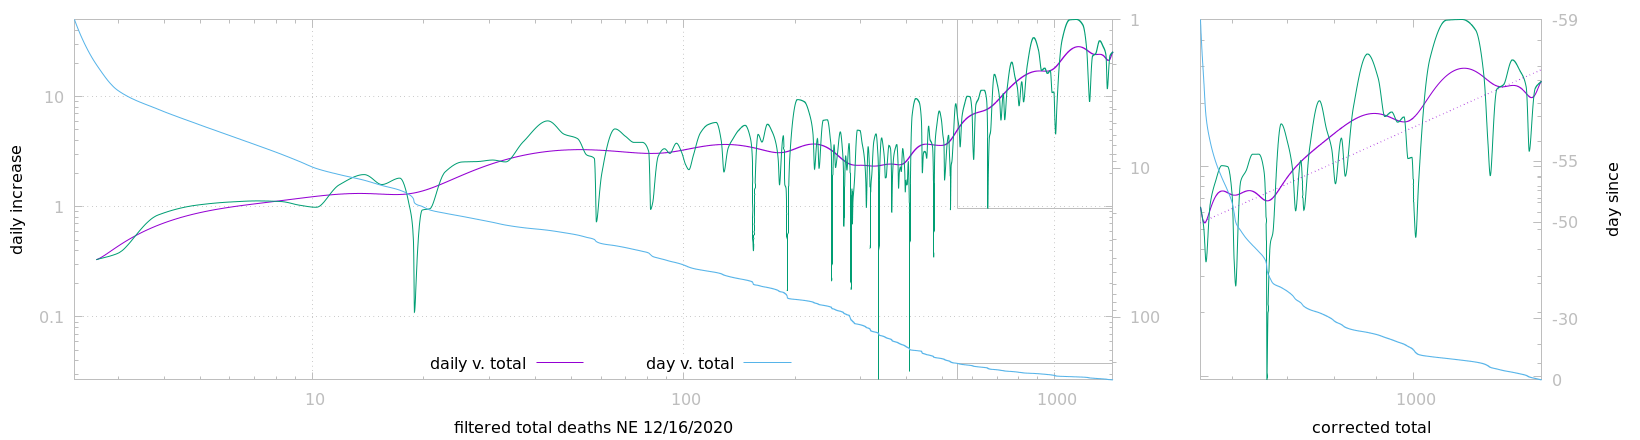 1
-59
10
10
-55
daily increase
day since
1
-50
0.1
100
-30
daily v. total
day v. total
0
10
100
1000
1000
filtered total deaths NE 12/16/2020
corrected total